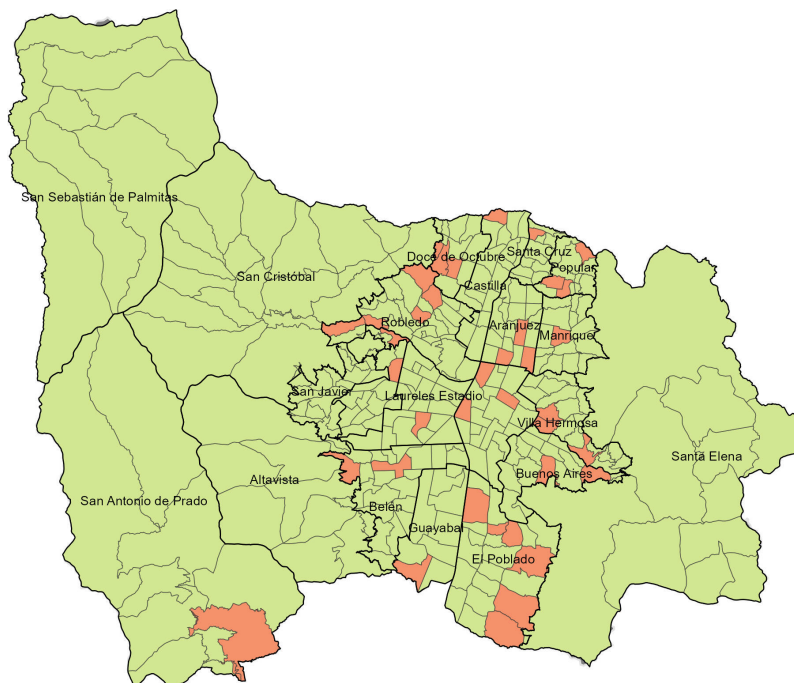 San Sebastián de Palmitas
San Cristóbal
Doce de Octubre
Santa Cruz
Popular
Castilla
Robledo
Aranjuez
Manrique
San Javier
Laureles Estadio
Villa Hermosa
Santa Elena
Buenos Aires
Altavista
San Antonio de Prado
Belén
Guayabal
El Poblado